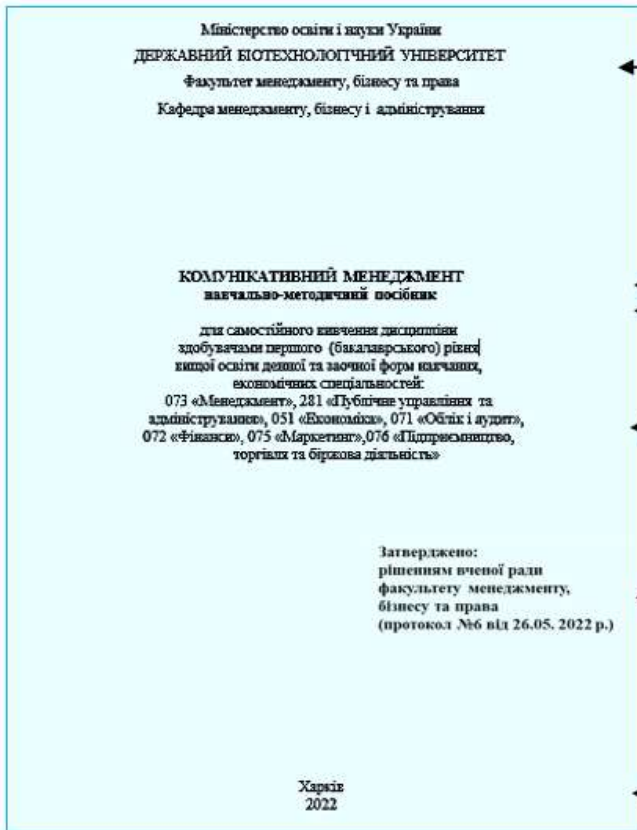 Міністерство освіти і науки України
ДЕРЖАВНИЙ БІОТЕХНОЛОГІЧНИЙ УНІВЕРСИТЕТ
Факультет менеджменту, бізнесу та права
Кафедра менеджменту, бізнесу і адміністрування
КОМУНІКАТИВНИЙ МЕНЕДЖМЕНТ
навчально-методичний посібник
для самостійного вивчення дисципліни
здобувачами першого (бакалаврського) рівня
вищої освіти денної та заочної форм навчання,
економічних спеціальностей:
073 «Менеджмент», 281 «Публічне управління та
адміністрування», 051 «Економіка», 071 «Облік і аудит»,
072 «Фінанси», 075 «Маркетинг»,076 «Підприємництво,
торгівля та біржова діяльність»
Затверджено:
рішенням вченої ради
факультету менеджменту,
бізнесу та права
(протокол №6 від 26.05. 2022 р.)
Харків
2022